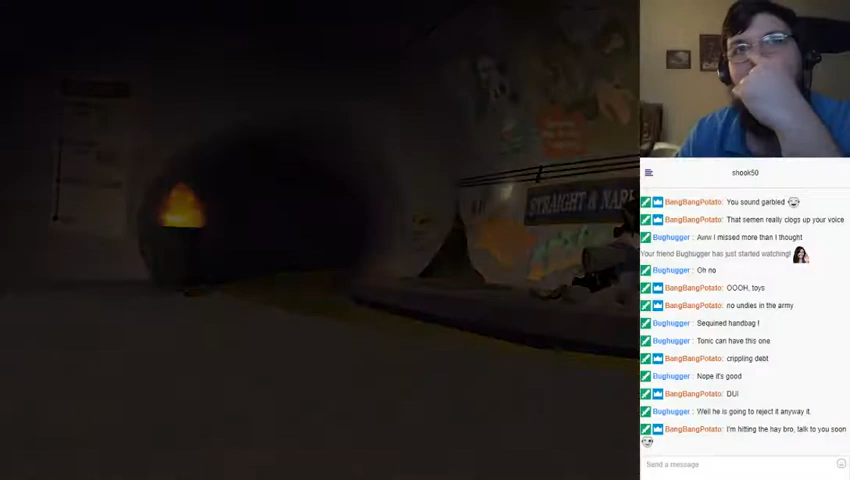 STRAIGHT & NAR
shook50
BangBangPotato: You sound garbled
BangBangPotato: That semen really clogs up your voice
Bughugger: Aww I missed more than I thought
Your friend Bughugger has just started watching!
Bughugger: Oh no
BangBangPotato: OOOH, toys
BangBangPotato: no undies in the army
Bughugger: Sequined handbag !
Bughugger: Tonic can have this one
BangBangPotato: crippling debt
Bughugger: Nope it's good
BangBangPotato: DUI
Bughugger: Well he is going to reject it anyway it.
BangBangPotato: I'm hitting the hay bro, talk to you soon
Send a message